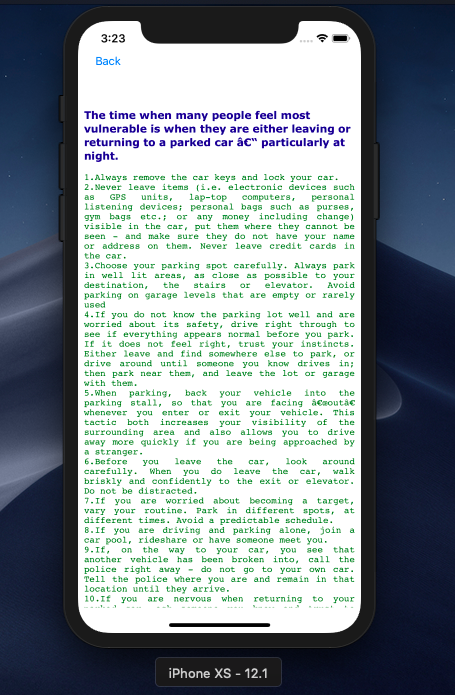 3:23
Back
The time when many people feel most
vulnerable is when they are either leaving or
returning to a parked car â€“ particularly at
night.
1.Always remove the car keys and lock your car.
2.Never leave items (i.e. electronic devices such
as GPS units, lap-top computers, personal
listening devices; personal bags such as purses,
gym bags etc.; or any money including change)
visible in the car, put them where they cannot be
seen - and make sure they do not have your name
or address on them. Never leave credit cards in
the car.
3.Choose your parking spot carefully. Always park
in well lit areas, as close as possible to your
destination, the stairs or elevator. Avoid
parking on garage levels that are empty or rarely
used
4.If you do not know the parking lot well and are
worried about its safety, drive right through to
see if everything appears normal before you park.
If it does not feel right, trust your instincts.
Either leave and find somewhere else to park, or
drive around until someone you know drives in;
then park near them, and leave the lot or garage
with them.
5.When parking, back your vehicle into the
parking stall, so that you are facing â€œoutâ€
whenever you enter or exit your vehicle. This
tactic both increases your visibility of the
surrounding area and also allows you to drive
away more quickly if you are being approached by
a stranger.
6.Before you leave the car, look around
carefully. When you do leave the car, walk
briskly and confidently to the exit or elevator.
Do not be distracted.
7.If you are worried about becoming a target,
vary your routine. Park in different spots, at
different times. Avoid a predictable schedule.
8.If you are driving and parking alone, join a
car pool, rideshare or have someone meet you.
9.If, on the way to your car, you see that
another vehicle has been broken into, call the
police right away - do not go to your own car.
Tell the police where you are and remain in that
location until they arrive.
10.If you are nervous when returning to your
iPhone XS - 12.1